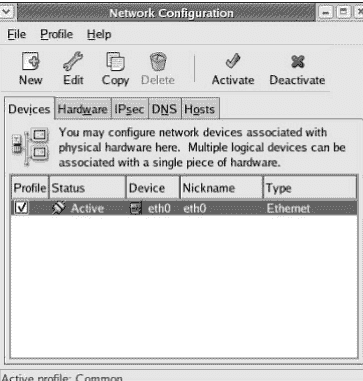 Network Configuration
File Profile Help
New Edit Copy Delete Activate Deactivate
Devices Hardware IPsec DNS Hosts
You may configure network devices associated with
physical hardware here. Multiple logical devices can be
associated with a single piece of hardware.
Profile Status Device Nickname Type
Active eth0 eth0 Ethernet
Active profile: Common